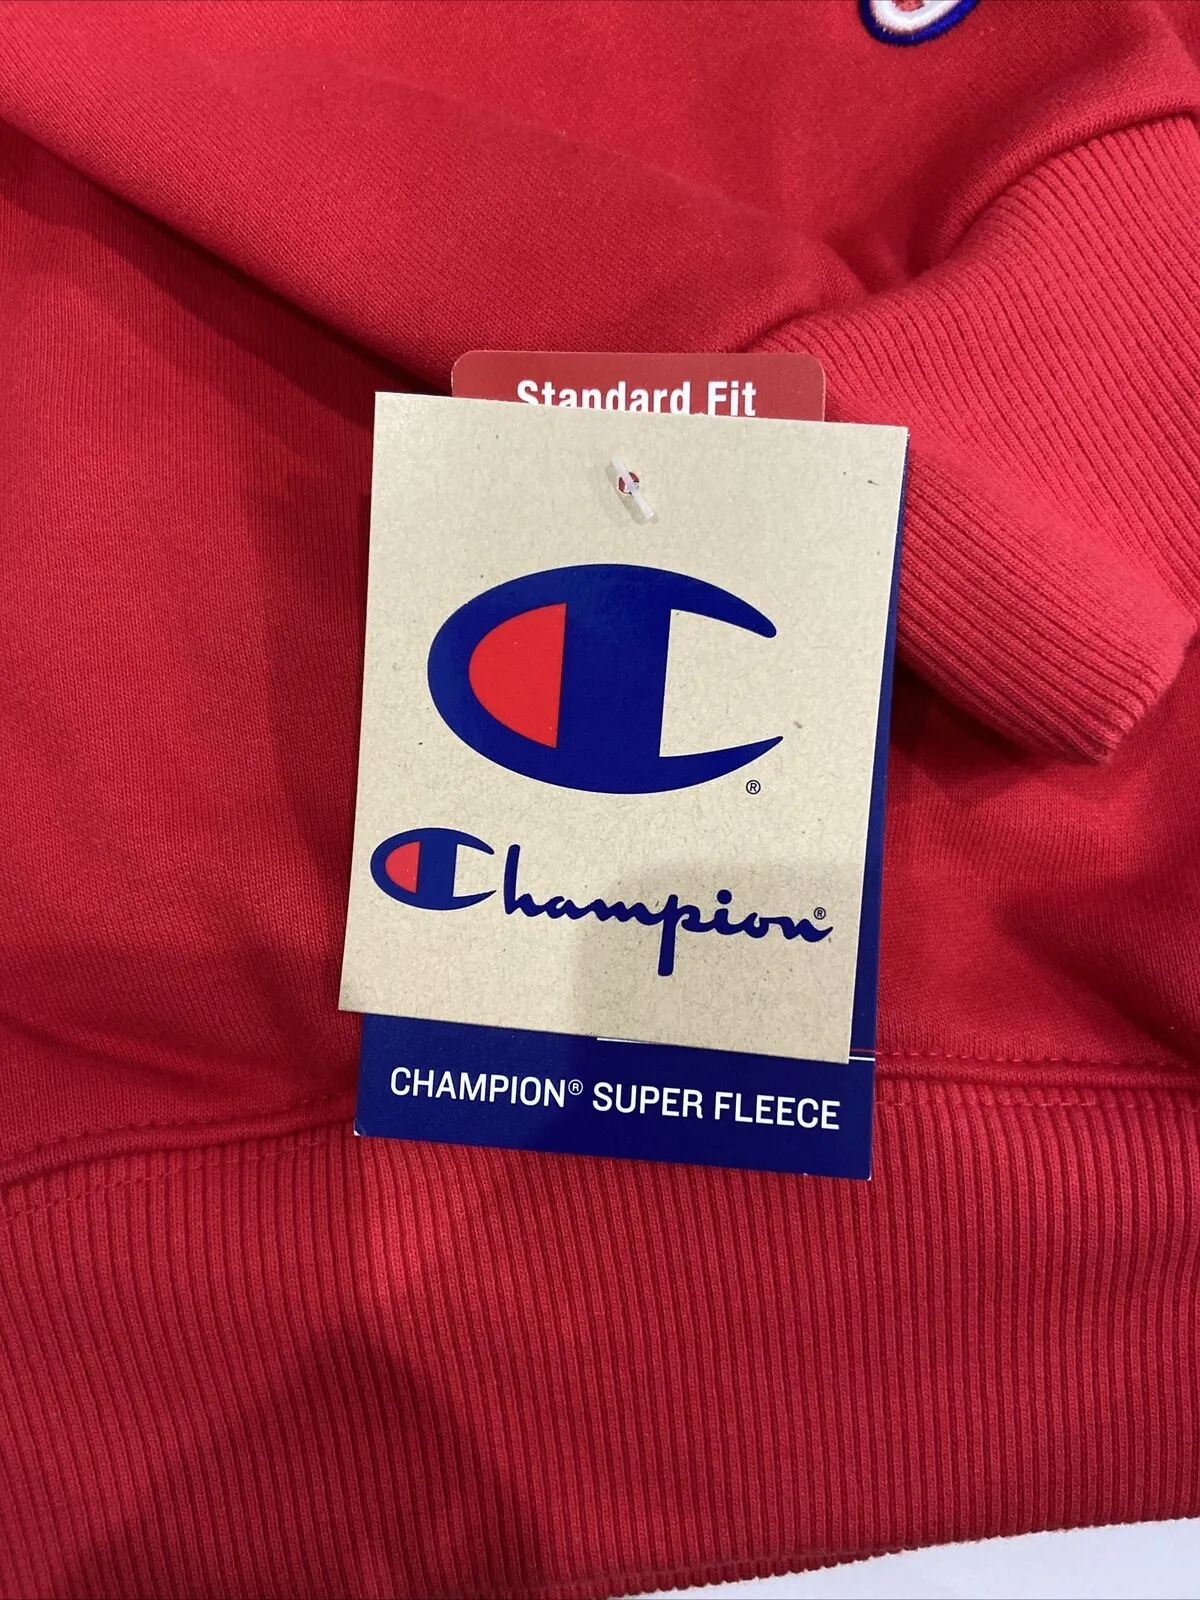 Standard Fit
®
Champion®
CHAMPION® SUPER FLEECE